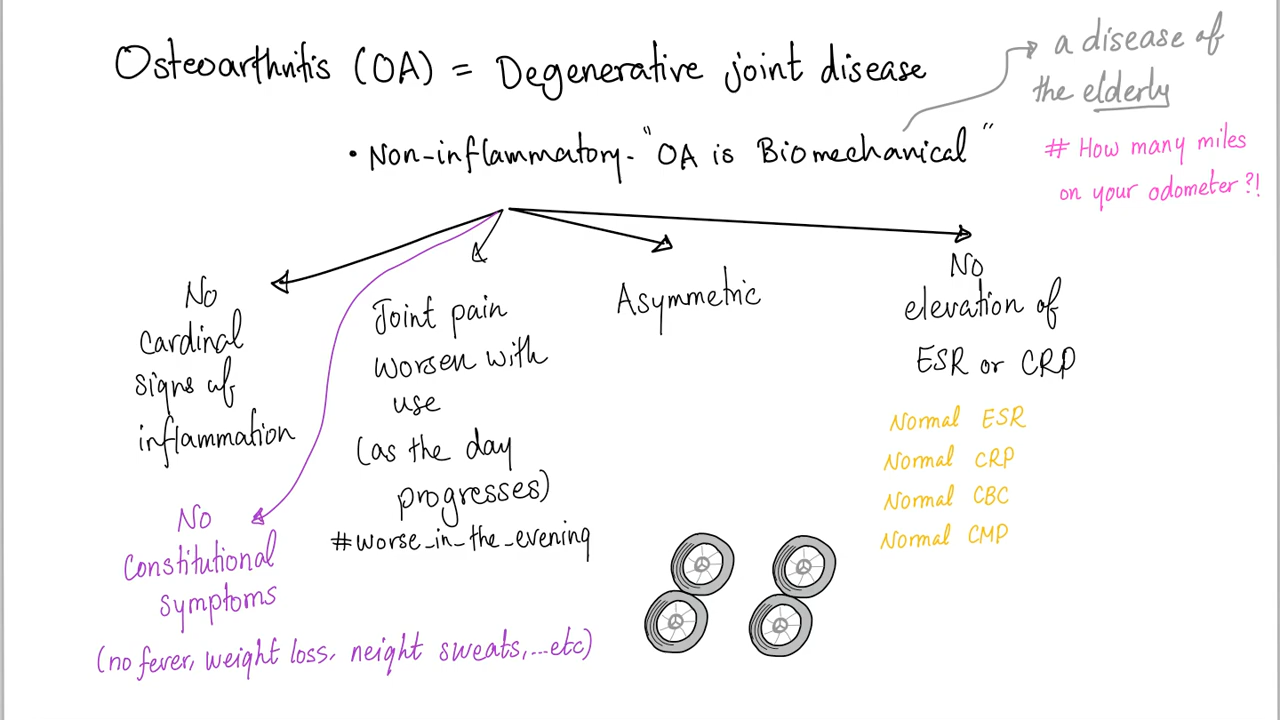 Osteoarthritis (OA) = Degenerative joint disease
a disease of
the elderly
• Non-inflammatory- "OA is Biomechanical"
# How many miles
on your odometer?!
No
cardinal
signs of
inflammation
Joint pain
worsen with
use
(as the day
progresses)
#worse_in_the_evening
Asymmetric
No
elevation of
ESR or CRP
Normal ESR
Normal CRP
Normal CBC
Normal CMP
No
Constitutional
symptoms
(no fever, weight loss, neight sweats,...etc)